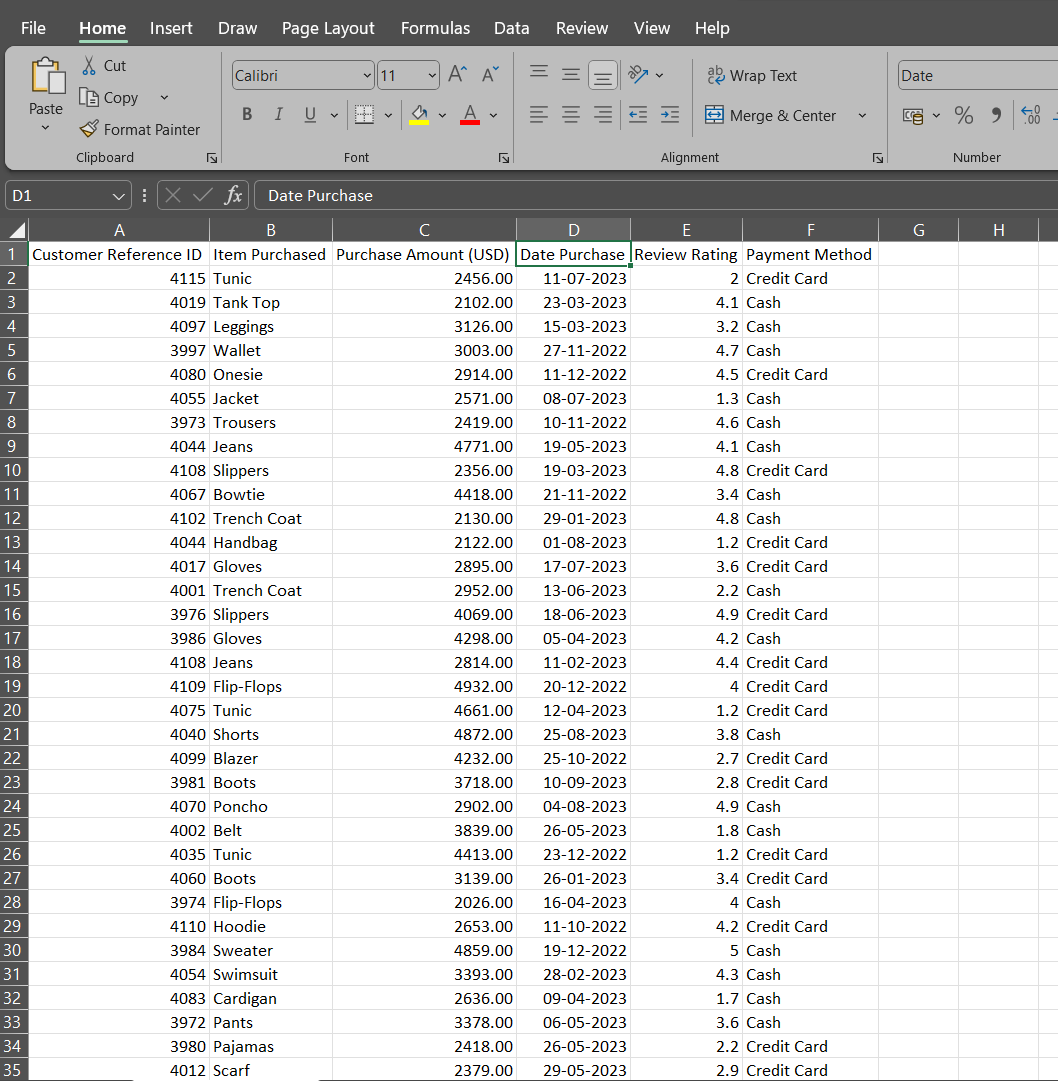 File Home Insert Draw Page Layout Formulas Data Review View Help
Cut
Calibri 11 A A ab Wrap Text Date
Paste Copy
B I U A Merge & Center % 9 .00
Format Painter
Clipboard Font Alignment Number
D1 fx Date Purchase
A B C D E F G H
1 Customer Reference ID Item Purchased Purchase Amount (USD) Date Purchase Review Rating Payment Method
2 4115 Tunic 2456.00 11-07-2023 2 Credit Card
3 4019 Tank Top 2102.00 23-03-2023 4.1 Cash
4 4097 Leggings 3126.00 15-03-2023 3.2 Cash
5 3997 Wallet 3003.00 27-11-2022 4.7 Cash
6 4080 Onesie 2914.00 11-12-2022 4.5 Credit Card
7 4055 Jacket 2571.00 08-07-2023 1.3 Cash
8 3973 Trousers 2419.00 10-11-2022 4.6 Cash
9 4044 Jeans 4771.00 19-05-2023 4.1 Cash
10 4108 Slippers 2356.00 19-03-2023 4.8 Credit Card
11 4067 Bowtie 4418.00 21-11-2022 3.4 Cash
12 4102 Trench Coat 2130.00 29-01-2023 4.8 Cash
13 4044 Handbag 2122.00 01-08-2023 1.2 Credit Card
14 4017 Gloves 2895.00 17-07-2023 3.6 Credit Card
15 4001 Trench Coat 2952.00 13-06-2023 2.2 Cash
16 3976 Slippers 4069.00 18-06-2023 4.9 Credit Card
17 3986 Gloves 4298.00 05-04-2023 4.2 Cash
18 4108 Jeans 2814.00 11-02-2023 4.4 Credit Card
19 4109 Flip-Flops 4932.00 20-12-2022 4 Credit Card
20 4075 Tunic 4661.00 12-04-2023 1.2 Credit Card
21 4040 Shorts 4872.00 25-08-2023 3.8 Cash
22 4099 Blazer 4232.00 25-10-2022 2.7 Credit Card
23 3981 Boots 3718.00 10-09-2023 2.8 Credit Card
24 4070 Poncho 2902.00 04-08-2023 4.9 Cash
25 4002 Belt 3839.00 26-05-2023 1.8 Cash
26 4035 Tunic 4413.00 23-12-2022 1.2 Credit Card
27 4060 Boots 3139.00 26-01-2023 3.4 Credit Card
28 3974 Flip-Flops 2026.00 16-04-2023 4 Cash
29 4110 Hoodie 2653.00 11-10-2022 4.2 Credit Card
30 3984 Sweater 4859.00 19-12-2022 5 Cash
31 4054 Swimsuit 3393.00 28-02-2023 4.3 Cash
32 4083 Cardigan 2636.00 09-04-2023 1.7 Cash
33 3972 Pants 3378.00 06-05-2023 3.6 Cash
34 3980 Pajamas 2418.00 26-05-2023 2.2 Credit Card
35 4012 Scarf 2379.00 29-05-2023 2.9 Credit Card